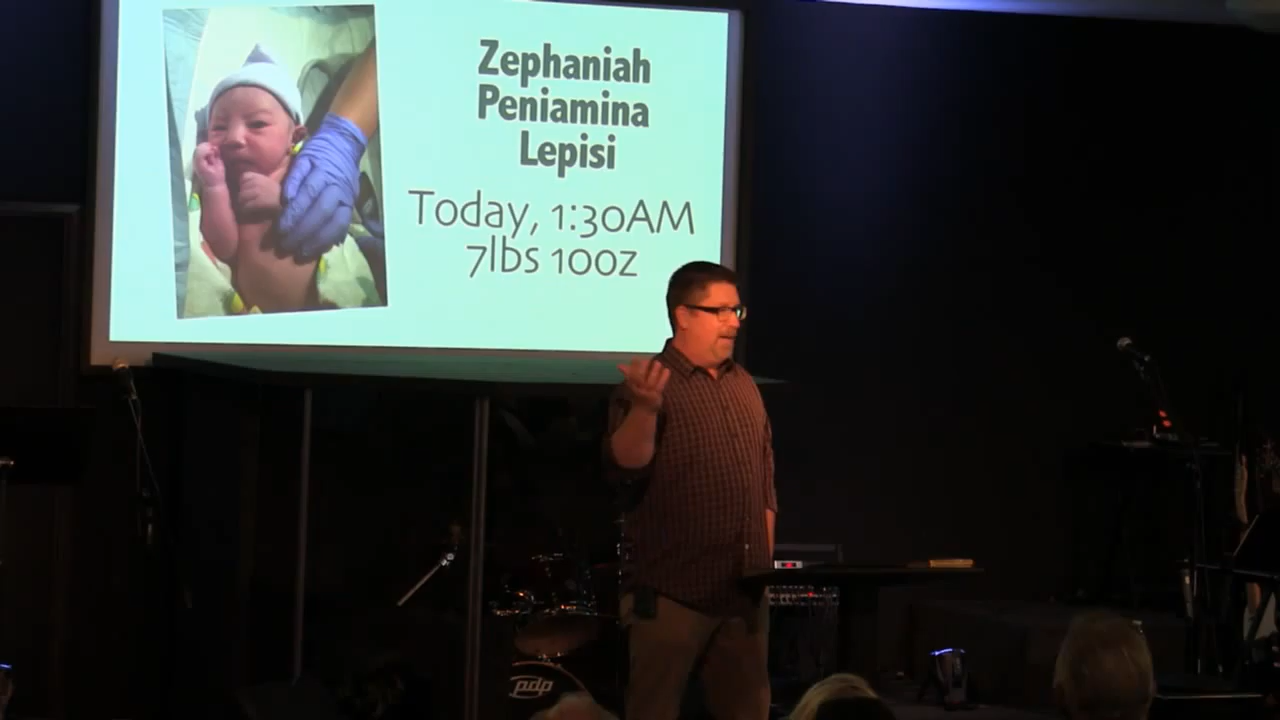 Zephaniah
Peniamina
Lepisi
Today, 1:30AM
7lbs 10oz
pdp